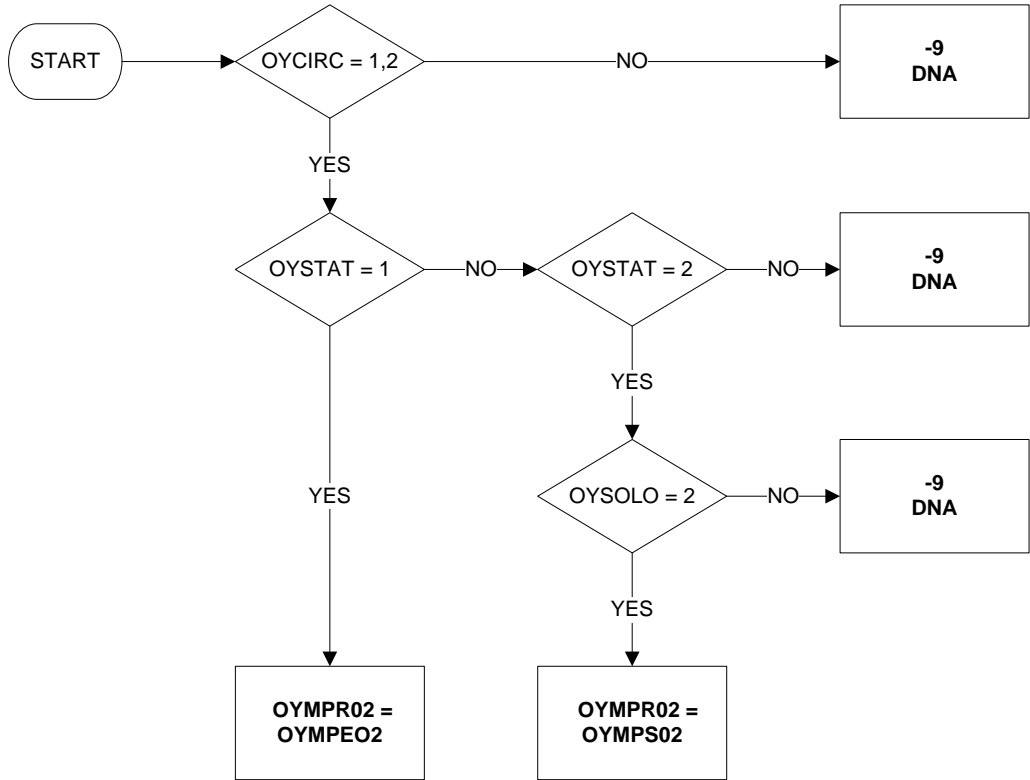 START
OYCIRC = 1,2
NO
-9
DNA
YES
OYSTAT = 1
NO
OYSTAT = 2
NO
-9
DNA
YES
OYSOLO = 2
NO
-9
DNA
YES
YES
OYMPR02 =
OYMPEO2
OYMPR02 =
OYMPS02